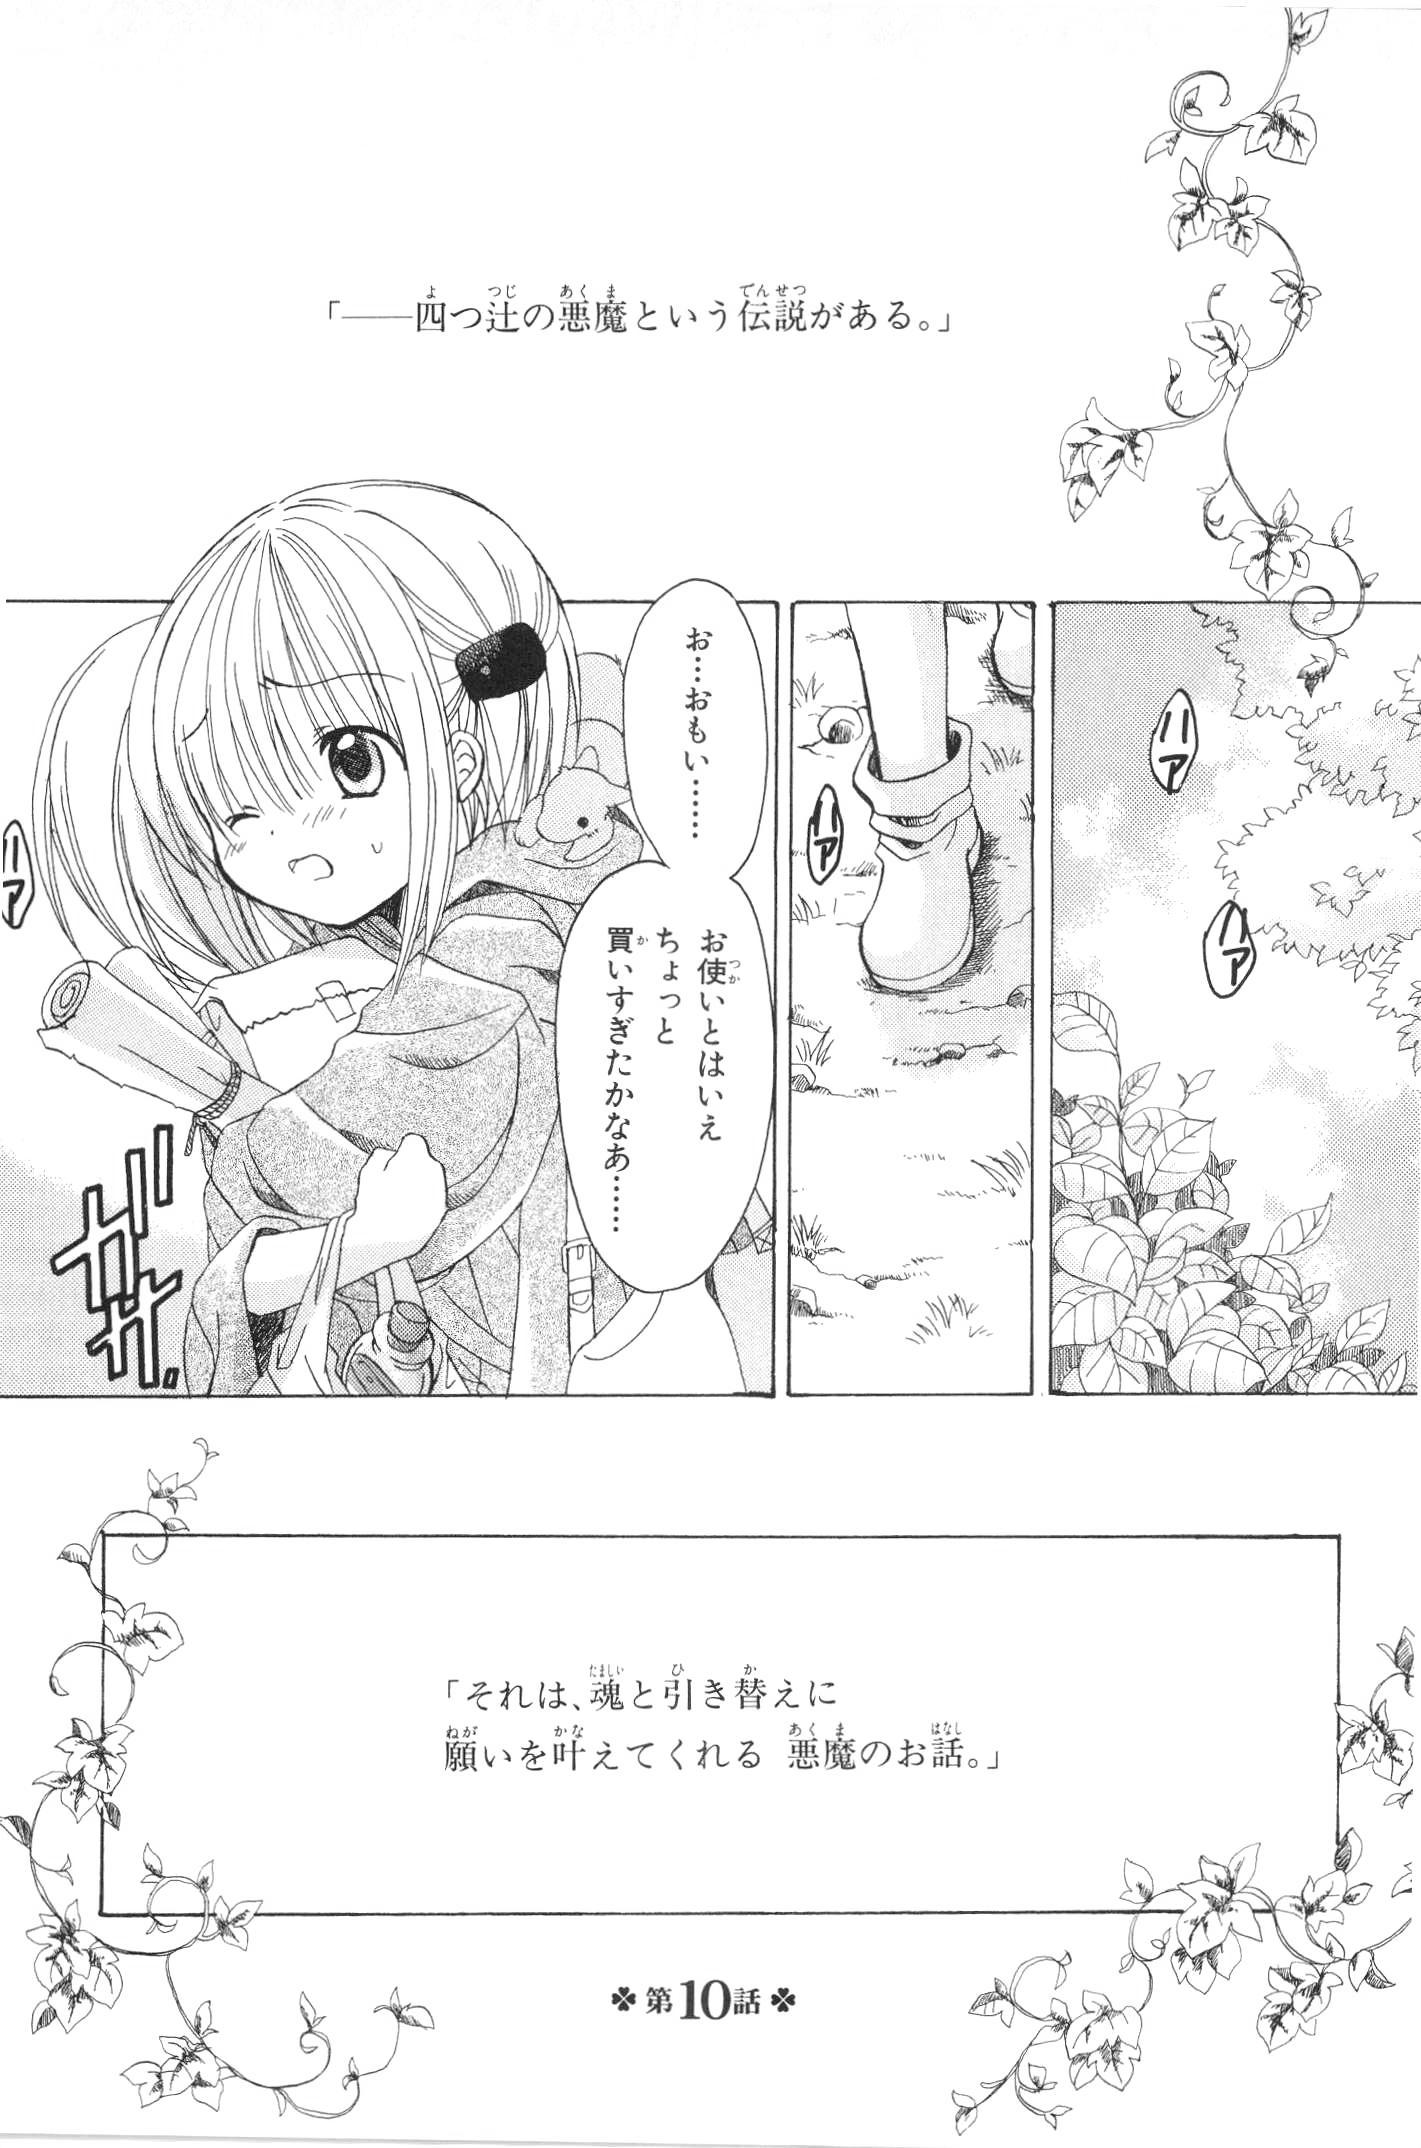 「――四つ辻の悪魔という伝説がある。」
ハァ
ハァ
ハァ
お…おもい……
お使いとはいえ
ちょっと
買いすぎたかなあ……
ハァ
ガサガサ
「それは、魂と引き替えに
願いを叶えてくれる 悪魔のお話。」
第10話